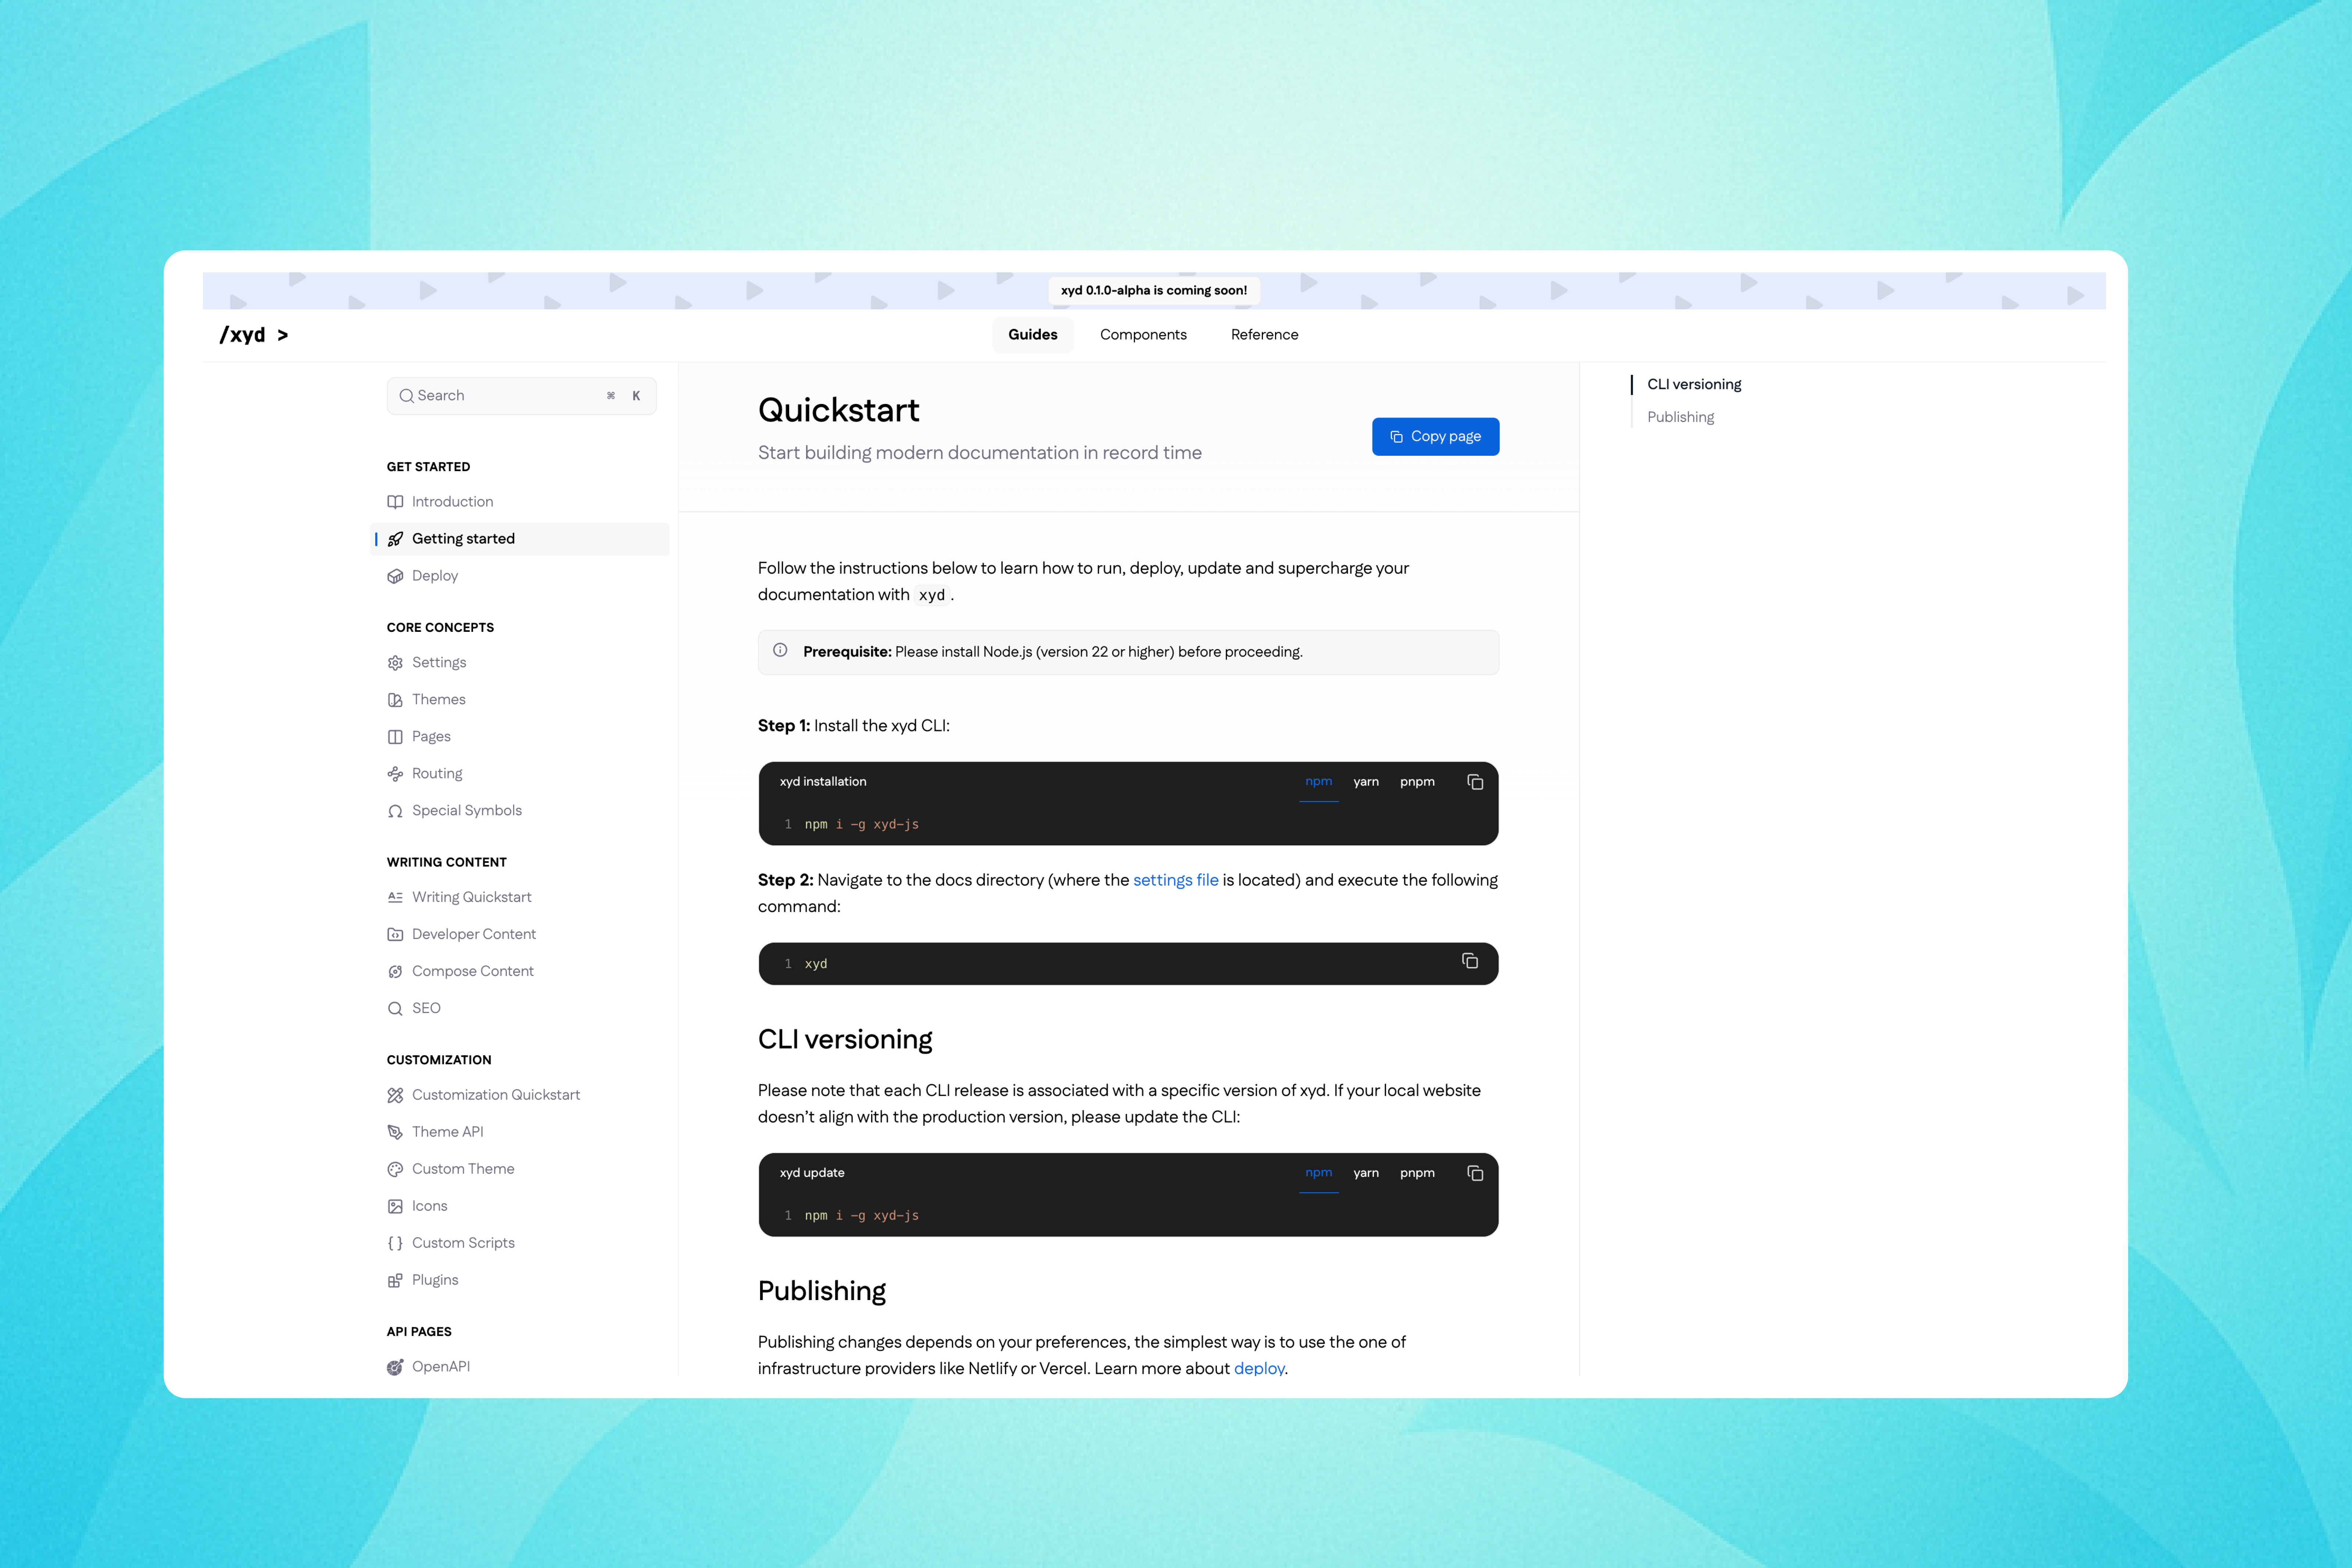 xyd 0.1.0-alpha is coming soon!
/xyd >
Guides Components Reference
Search ⌘ K
GET STARTED
Introduction
Getting started
Deploy
CORE CONCEPTS
Settings
Themes
Pages
Routing
Special Symbols
WRITING CONTENT
Writing Quickstart
Developer Content
Compose Content
SEO
CUSTOMIZATION
Customization Quickstart
Theme API
Custom Theme
Icons
Custom Scripts
Plugins
API PAGES
OpenAPI
Quickstart
Start building modern documentation in record time
Copy page
Follow the instructions below to learn how to run, deploy, update and supercharge your
documentation with xyd.
Prerequisite: Please install Node.js (version 22 or higher) before proceeding.
Step 1: Install the xyd CLI:
xyd installation npm yarn pnpm
1 npm i -g xyd-js
Step 2: Navigate to the docs directory (where the settings file is located) and execute the following
command:
1 xyd
CLI versioning
Please note that each CLI release is associated with a specific version of xyd. If your local website
doesn’t align with the production version, please update the CLI:
xyd update npm yarn pnpm
1 npm i -g xyd-js
Publishing
Publishing changes depends on your preferences, the simplest way is to use the one of
infrastructure providers like Netlify or Vercel. Learn more about deploy.
CLI versioning
Publishing